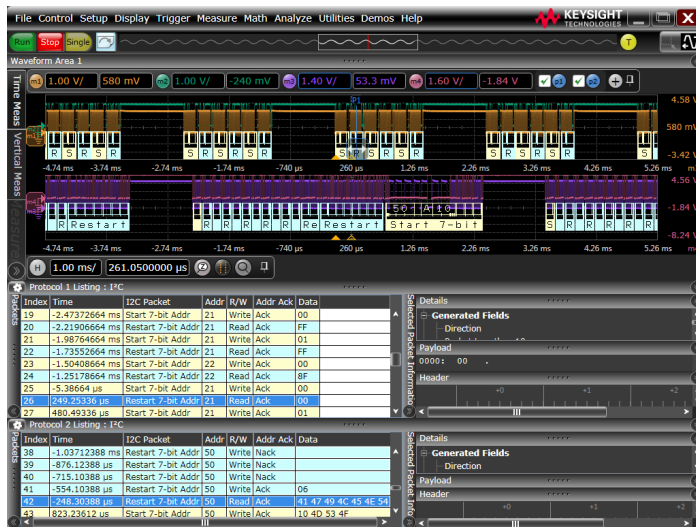 File Control Setup Display Trigger Measure Math Analyze Utilities Demos Help KEYSIGHT TECHNOLOGIES
Run Stop Single T
Waveform Area 1
m1 1.00 V/ 580 mV m2 1.00 V/ -240 mV m3 1.40 V/ 53.3 mV m4 1.60 V/ -1.84 V p1 p2
Time Meas
Vertical Meas
P1
4.58 V
580 mV
-3.42 V
R S R S R S R S R S R S R S R S R
-4.74 ms -3.74 ms -2.74 ms -1.74 ms -740 µs 260 µs 1.26 ms 2.26 ms 3.26 ms 4.26 ms 5.26 ms
4.56 V
-1.84 V
-8.24 V
R Restart R R R R R R R R Re Restart Start 7-bit S R R R R R R
-4.74 ms -3.74 ms -2.74 ms -1.74 ms -740 µs 260 µs 1.26 ms 2.26 ms 3.26 ms 4.26 ms 5.26 ms
H 1.00 ms/ 261.0500000 µs
Protocol 1 Listing : I²C
Packets
Index Time I2C Packet Addr R/W Addr Ack Data
19 -2.47372664 ms Start 7-bit Addr 21 Write Ack 00
20 -2.21906664 ms Restart 7-bit Addr 21 Read Ack FF
21 -1.98764664 ms Start 7-bit Addr 21 Write Ack 01
22 -1.73552664 ms Restart 7-bit Addr 21 Read Ack FF
23 -1.50408664 ms Start 7-bit Addr 22 Write Ack 00
24 -1.25178664 ms Restart 7-bit Addr 22 Read Ack 8F
25 -5.38664 µs Start 7-bit Addr 21 Write Ack 00
26 249.25336 µs Restart 7-bit Addr 21 Read Ack 00
27 480.49336 µs Start 7-bit Addr 21 Write Ack 01
Selected Packet Informatio
Details
Generated Fields
Direction
Payload
0000: 00 .
Header
+0 +1 +2
Protocol 2 Listing : I²C
Packets
Index Time I2C Packet Addr R/W Addr Ack Data
38 -1.03712388 ms Restart 7-bit Addr 50 Write Nack
39 -876.12388 µs Restart 7-bit Addr 50 Write Nack
40 -715.10388 µs Restart 7-bit Addr 50 Write Nack
41 -554.10388 µs Restart 7-bit Addr 50 Write Ack 06
42 -248.30388 µs Restart 7-bit Addr 50 Read Ack 41 47 49 4C 45 4E 54
43 823.23612 µs Start 7-bit Addr 50 Write Ack 10 4D 53 4F
Selected Packet Info
Details
Generated Fields
Direction
Payload
Header
+0 +1 +2